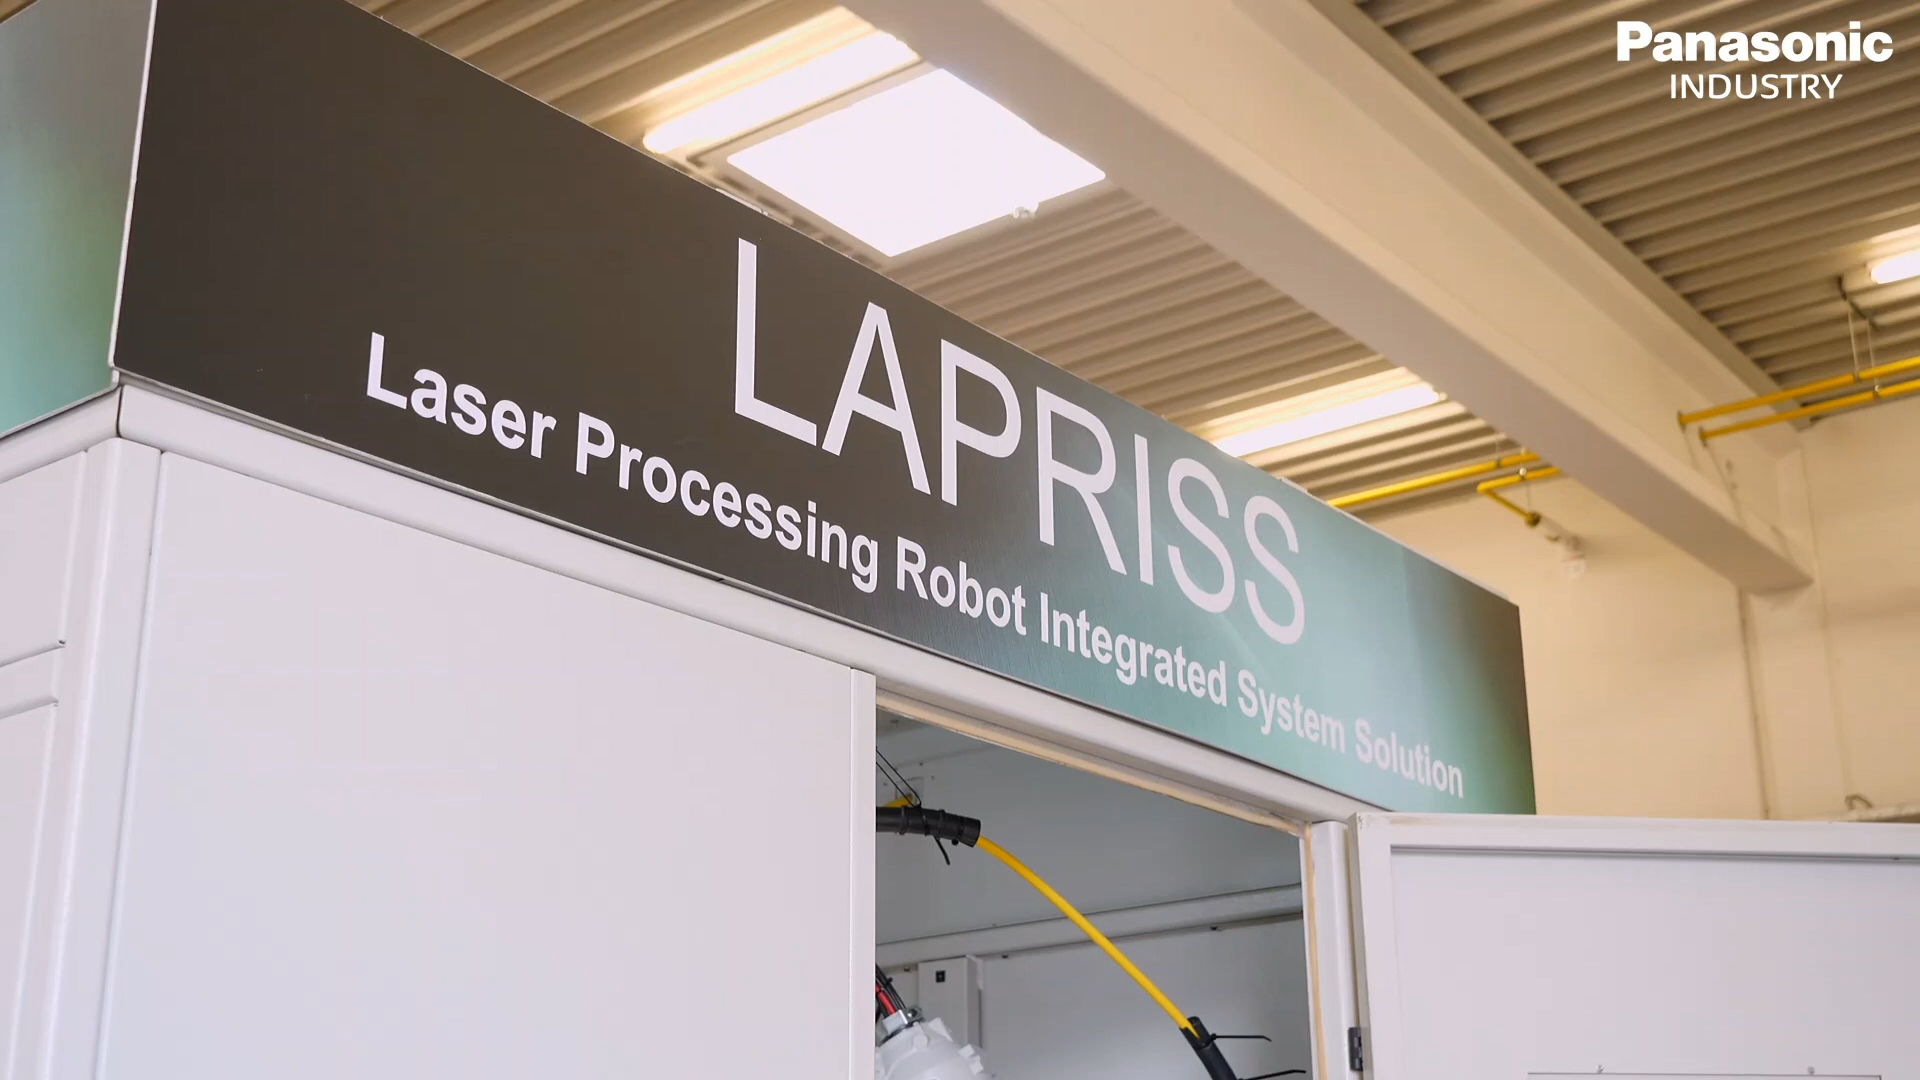 Panasonic
INDUSTRY
LAPRISS
Laser Processing Robot Integrated System Solution